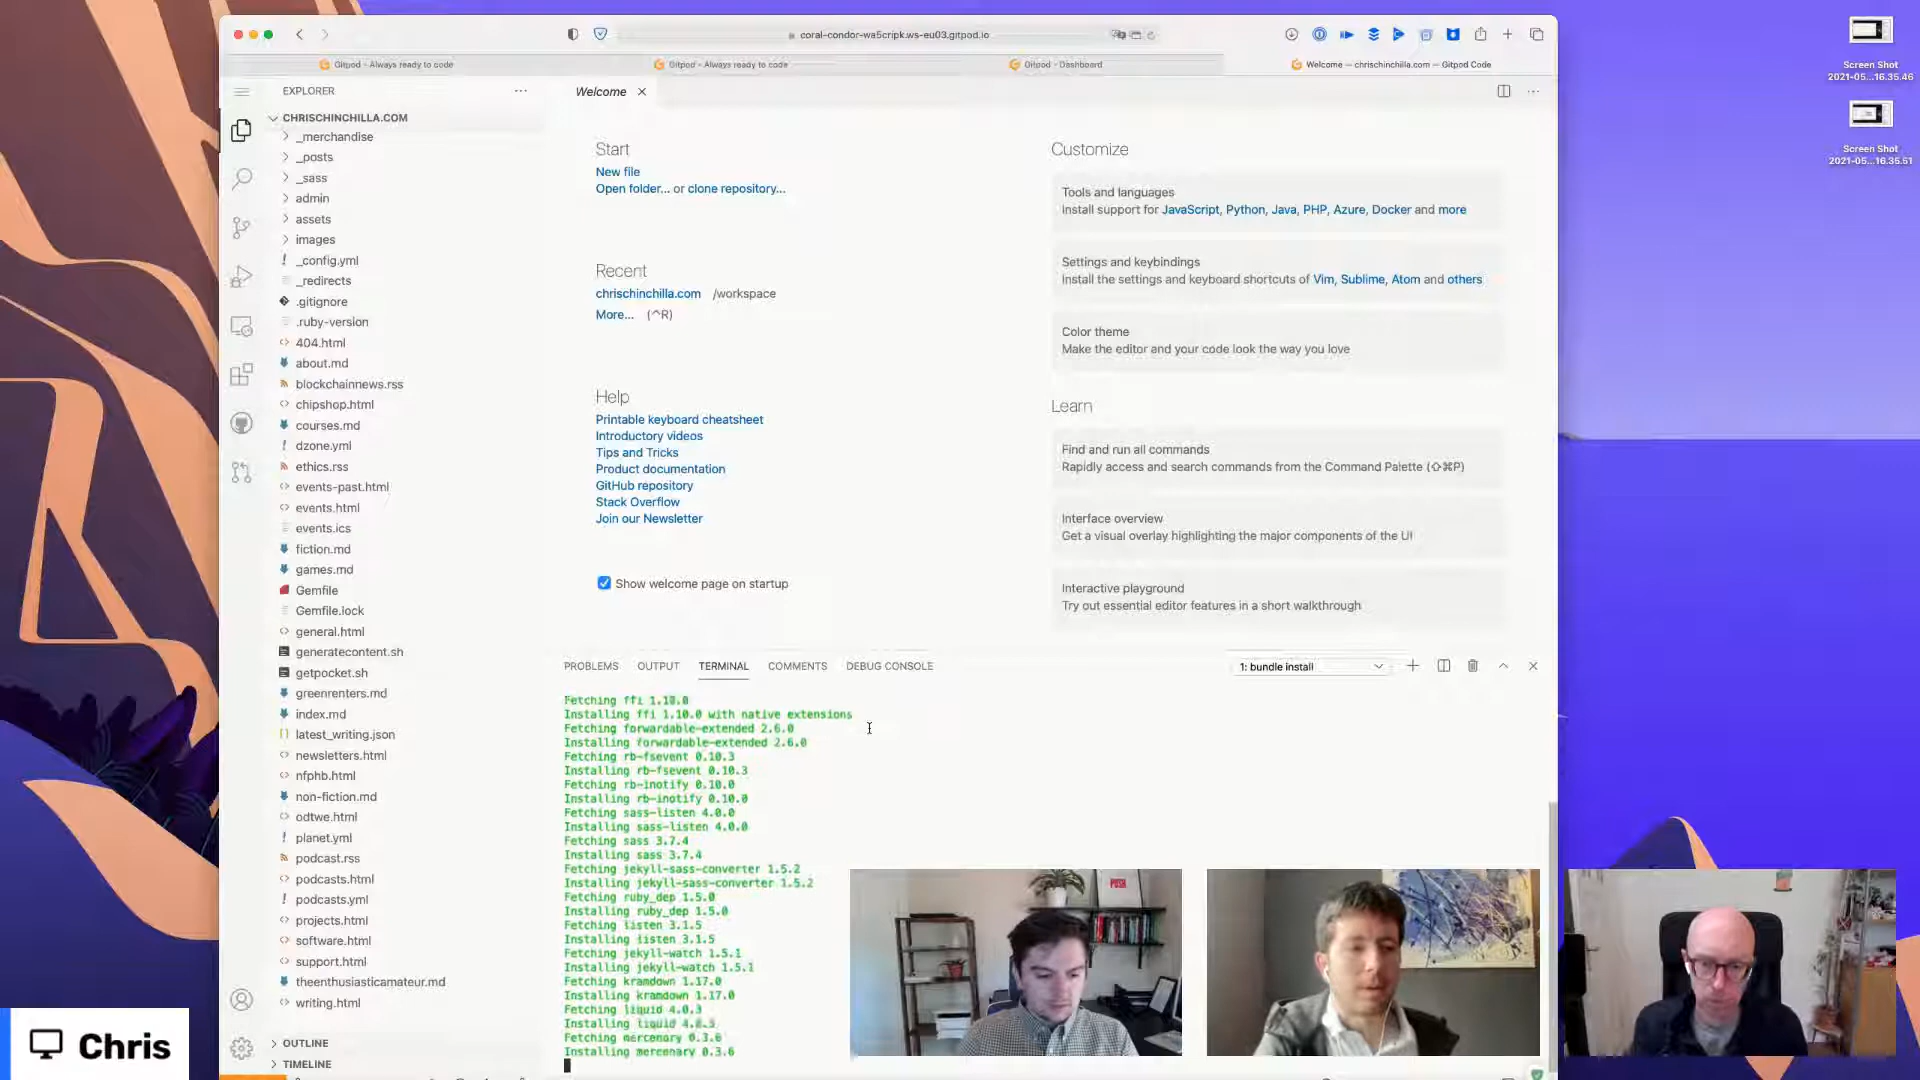 coral-condor-wa5cripk.ws-eu03.gitpod.io
Gitpod - Always ready to code
Gitpod - Always ready to code
Gitpod - Dashboard
Welcome — chrischinchilla.com — Gitpod Code
Screen Shot
2021-05...16.35.46
Screen Shot
2021-05...16.35.51
EXPLORER
CHRISCHINCHILLA.COM
_merchandise
_posts
_sass
admin
assets
images
_config.yml
_redirects
.gitignore
.ruby-version
404.html
about.md
blockchainnews.rss
chipshop.html
courses.md
dzone.yml
ethics.rss
events-past.html
events.html
events.ics
fiction.md
games.md
Gemfile
Gemfile.lock
general.html
generatecontent.sh
getpocket.sh
greenrenters.md
index.md
latest_writing.json
newsletters.html
nfphb.html
non-fiction.md
odtwe.html
planet.yml
podcast.rss
podcasts.html
podcasts.yml
projects.html
software.html
support.html
theenthusiasticamateur.md
writing.html
OUTLINE
TIMELINE
Welcome
Start
New file
Open folder... or clone repository...
Recent
chrischinchilla.com /workspace
More... (^R)
Help
Printable keyboard cheatsheet
Introductory videos
Tips and Tricks
Product documentation
GitHub repository
Stack Overflow
Join our Newsletter
Show welcome page on startup
Customize
Tools and languages
Install support for JavaScript, Python, Java, PHP, Azure, Docker and more
Settings and keybindings
Install the settings and keyboard shortcuts of Vim, Sublime, Atom and others
Color theme
Make the editor and your code look the way you love
Learn
Find and run all commands
Rapidly access and search commands from the Command Palette (⇧⌘P)
Interface overview
Get a visual overlay highlighting the major components of the UI
Interactive playground
Try out essential editor features in a short walkthrough
PROBLEMS OUTPUT TERMINAL COMMENTS DEBUG CONSOLE
1: bundle install
Fetching ffi 1.10.0
Installing ffi 1.10.0 with native extensions
Fetching forwardable-extended 2.6.0
Installing forwardable-extended 2.6.0
Fetching rb-fsevent 0.10.3
Installing rb-fsevent 0.10.3
Fetching rb-inotify 0.10.0
Installing rb-inotify 0.10.0
Fetching sass-listen 4.0.0
Installing sass-listen 4.0.0
Fetching sass 3.7.4
Installing sass 3.7.4
Fetching jekyll-sass-converter 1.5.2
Installing jekyll-sass-converter 1.5.2
Fetching ruby_dep 1.5.0
Installing ruby_dep 1.5.0
Fetching listen 3.1.5
Installing listen 3.1.5
Fetching jekyll-watch 1.5.1
Installing jekyll-watch 1.5.1
Fetching kramdown 1.17.0
Installing kramdown 1.17.0
Fetching liquid 4.0.3
Installing liquid 4.0.3
Fetching mercenary 0.3.6
Installing mercenary 0.3.6
PUSH
Chris